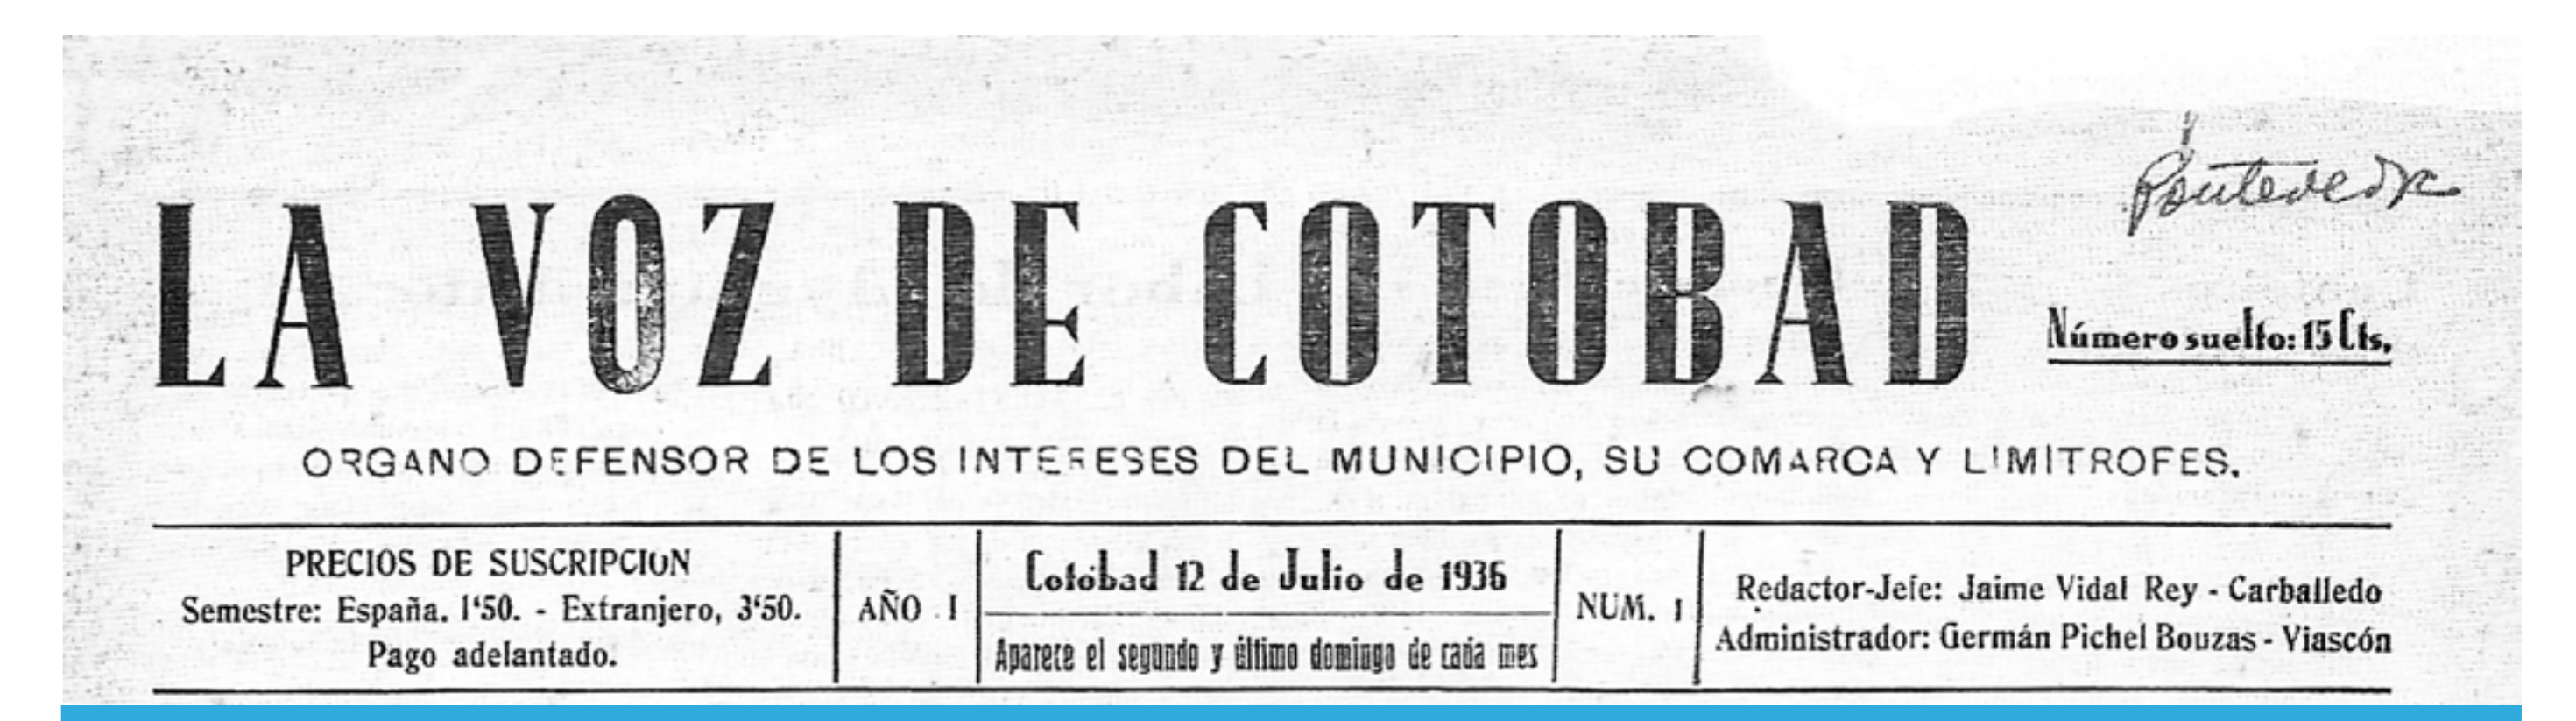 Pontevedra
LA VOZ DE COTOBAD
Número suelto: 15 Cts.
ORGANO DEFENSOR DE LOS INTERESES DEL MUNICIPIO, SU COMARCA Y LIMITROFES.
PRECIOS DE SUSCRIPCION
Semestre: España. 1'50. - Extranjero, 3'50.
Pago adelantado.
AÑO I
Cotobad 12 de Julio de 1936
Aparece el segundo y último domingo de cada mes
NUM. 1
Redactor-Jefe: Jaime Vidal Rey - Carballedo
Administrador: Germán Pichel Bouzas - Viascón